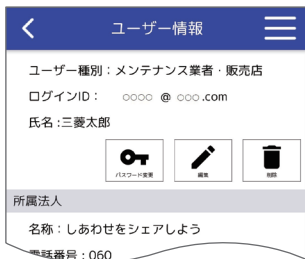 ユーザー情報
ユーザー種別：メンテナンス業者・販売店
ログインID： ○○○○ @ ○○○.com
氏名：三菱太郎
パスワード変更 編集 削除
所属法人
名称：しあわせをシェアしよう
電話番号：060